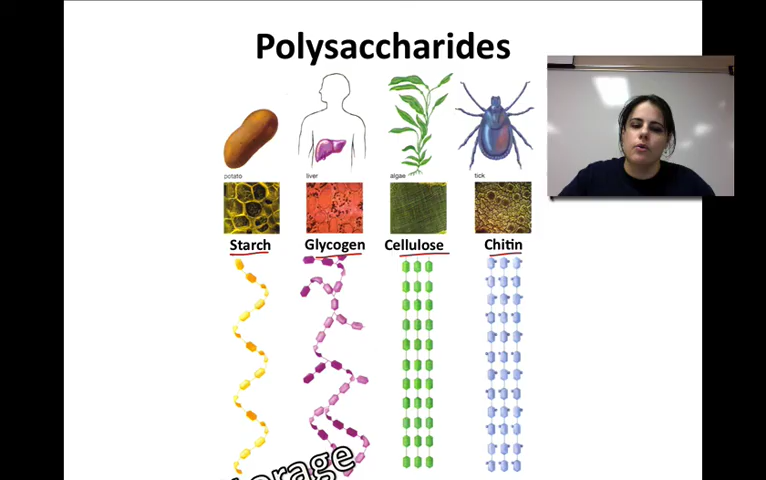 Polysaccharides
potato liver algae tick
Starch Glycogen Cellulose Chitin